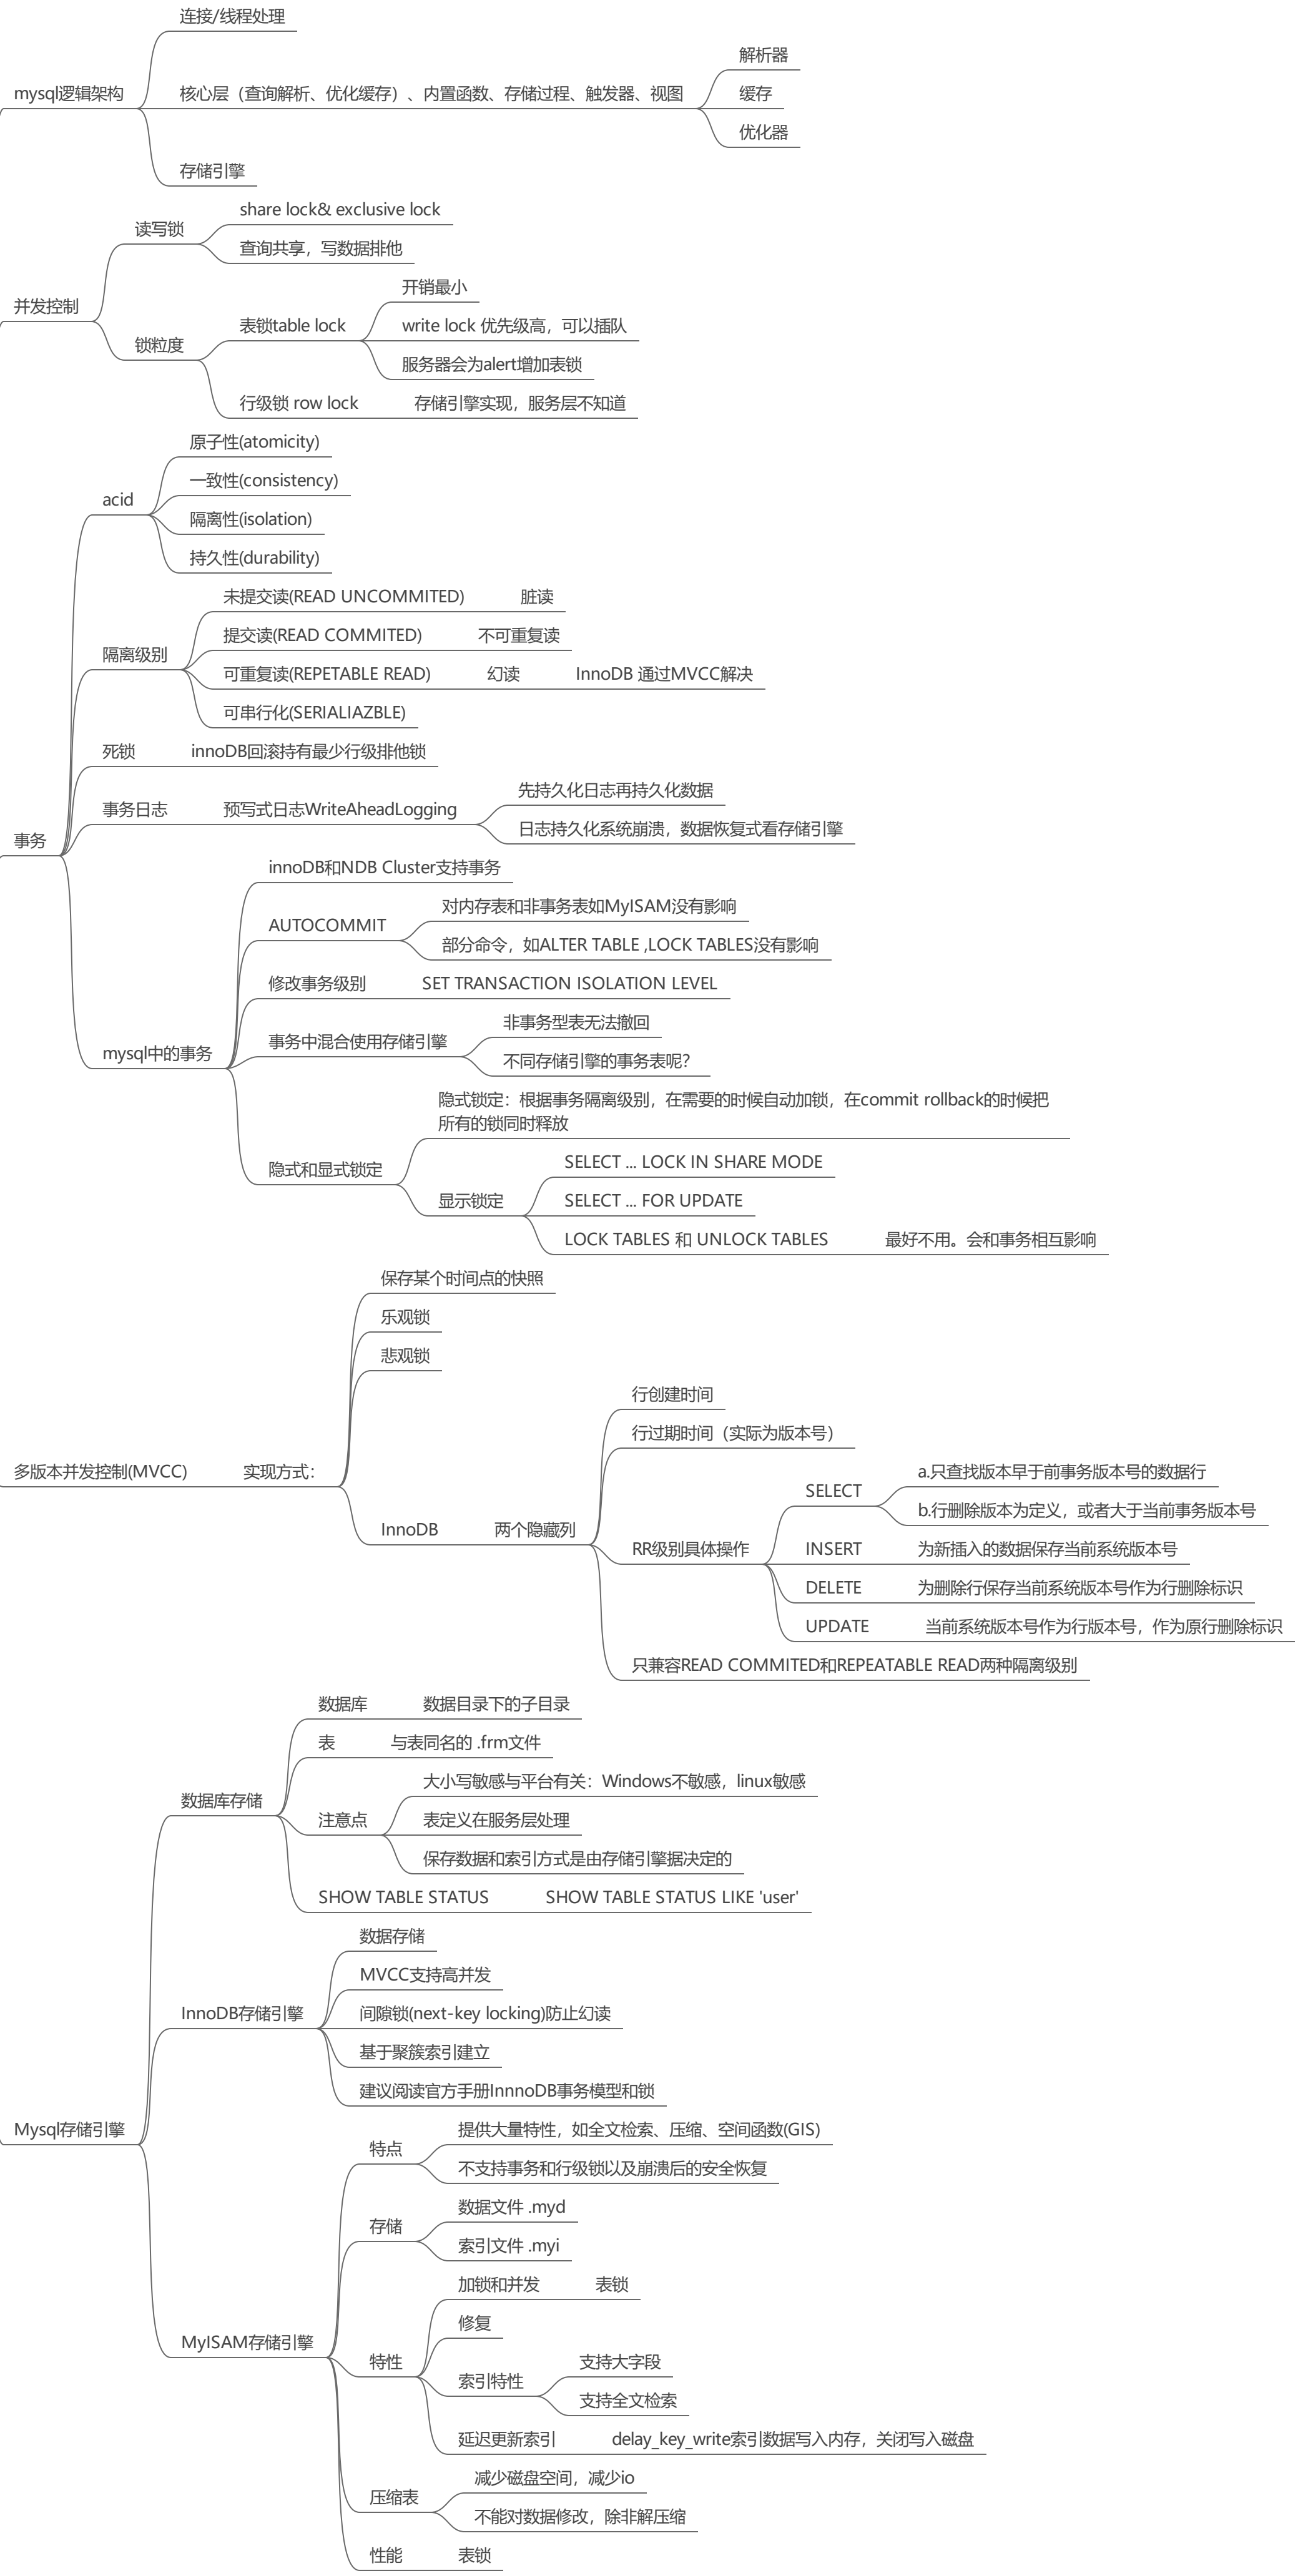 连接/线程处理
解析器
mysql逻辑架构
核心层（查询解析、优化缓存）、内置函数、存储过程、触发器、视图
缓存
优化器
存储引擎
share lock& exclusive lock
读写锁
查询共享，写数据排他
并发控制
开销最小
表锁table lock
write lock 优先级高，可以插队
锁粒度
服务器会为alert增加表锁
行级锁 row lock
存储引擎实现，服务层不知道
原子性(atomicity)
一致性(consistency)
acid
隔离性(isolation)
持久性(durability)
未提交读(READ UNCOMMITED)
脏读
提交读(READ COMMITED)
不可重复读
隔离级别
可重复读(REPETABLE READ)
幻读
InnoDB 通过MVCC解决
可串行化(SERIALIAZBLE)
死锁
innoDB回滚持有最少行级排他锁
先持久化日志再持久化数据
事务日志
预写式日志WriteAheadLogging
日志持久化系统崩溃，数据恢复式看存储引擎
事务
innoDB和NDB Cluster支持事务
对内存表和非事务表如MyISAM没有影响
AUTOCOMMIT
部分命令，如ALTER TABLE ,LOCK TABLES没有影响
修改事务级别
SET TRANSACTION ISOLATION LEVEL
非事务型表无法撤回
事务中混合使用存储引擎
mysql中的事务
不同存储引擎的事务表呢？
隐式锁定：根据事务隔离级别，在需要的时候自动加锁，在commit rollback的时候把
所有的锁同时释放
隐式和显式锁定
SELECT ... LOCK IN SHARE MODE
显示锁定
SELECT ... FOR UPDATE
LOCK TABLES 和 UNLOCK TABLES
最好不用。会和事务相互影响
保存某个时间点的快照
乐观锁
悲观锁
行创建时间
行过期时间（实际为版本号）
多版本并发控制(MVCC)
实现方式：
a.只查找版本早于前事务版本号的数据行
SELECT
b.行删除版本为定义，或者大于当前事务版本号
InnoDB
两个隐藏列
RR级别具体操作
INSERT
为新插入的数据保存当前系统版本号
DELETE
为删除行保存当前系统版本号作为行删除标识
UPDATE
当前系统版本号作为行版本号，作为原行删除标识
只兼容READ COMMITED和REPEATABLE READ两种隔离级别
数据库
数据目录下的子目录
表
与表同名的 .frm文件
数据库存储
大小写敏感与平台有关：Windows不敏感，linux敏感
注意点
表定义在服务层处理
保存数据和索引方式是由存储引擎据决定的
SHOW TABLE STATUS
SHOW TABLE STATUS LIKE 'user'
数据存储
MVCC支持高并发
InnoDB存储引擎
间隙锁(next-key locking)防止幻读
基于聚簇索引建立
建议阅读官方手册InnnoDB事务模型和锁
Mysql存储引擎
提供大量特性，如全文检索、压缩、空间函数(GIS)
特点
不支持事务和行级锁以及崩溃后的安全恢复
数据文件 .myd
存储
索引文件 .myi
加锁和并发
表锁
修复
MyISAM存储引擎
特性
支持大字段
索引特性
支持全文检索
延迟更新索引
delay_key_write索引数据写入内存，关闭写入磁盘
减少磁盘空间，减少io
压缩表
不能对数据修改，除非解压缩
性能
表锁